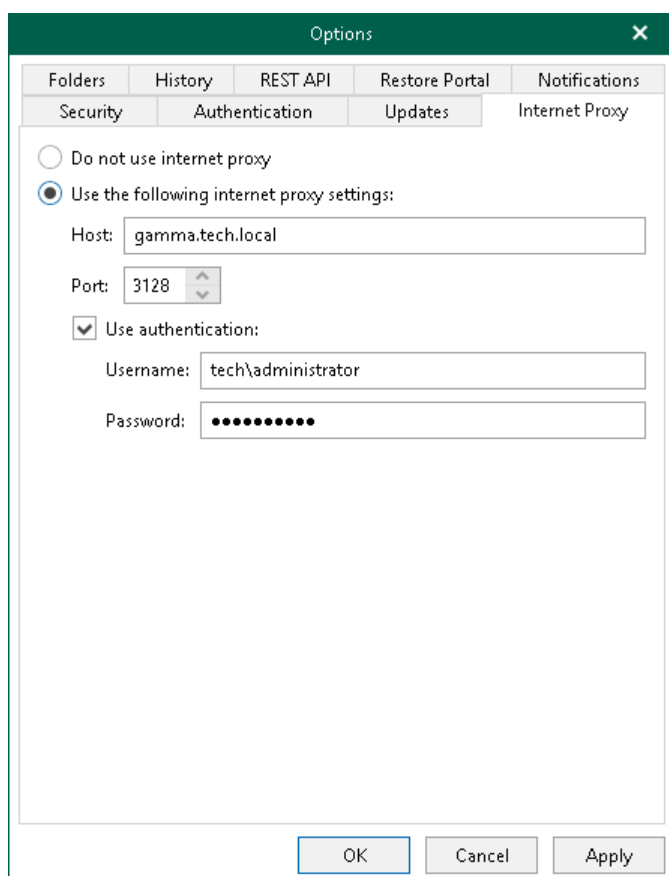 Options
Folders History REST API Restore Portal Notifications
Security Authentication Updates Internet Proxy
Do not use internet proxy
Use the following internet proxy settings:
Host: gamma.tech.local
Port: 3128
Use authentication:
Username: tech\administrator
Password: ●●●●●●●●●●
OK Cancel Apply